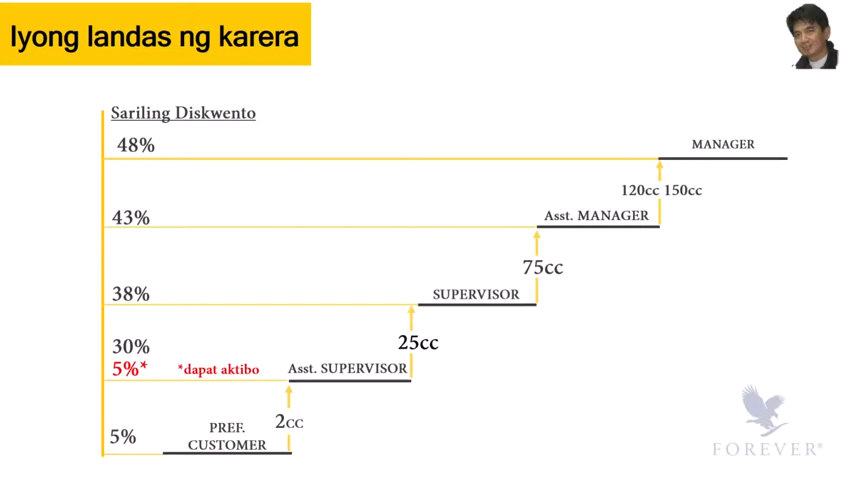 Iyong landas ng karera
Sariling Diskwento
48%
MANAGER
120cc 150cc
43%
Asst. MANAGER
75cc
38%
SUPERVISOR
25cc
30%
5%*
*dapat aktibo
Asst. SUPERVISOR
2CC
5%
PREF.
CUSTOMER
FOREVER®